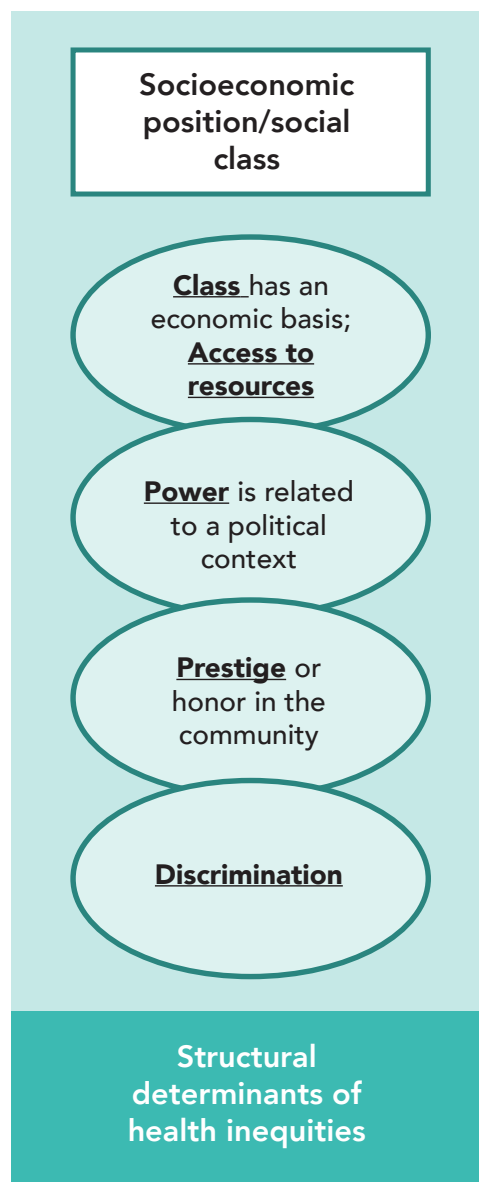 Socioeconomic
position/social
class
Class has an
economic basis;
Access to
resources
Power is related
to a political
context
Prestige or
honor in the
community
Discrimination
Structural
determinants of
health inequities